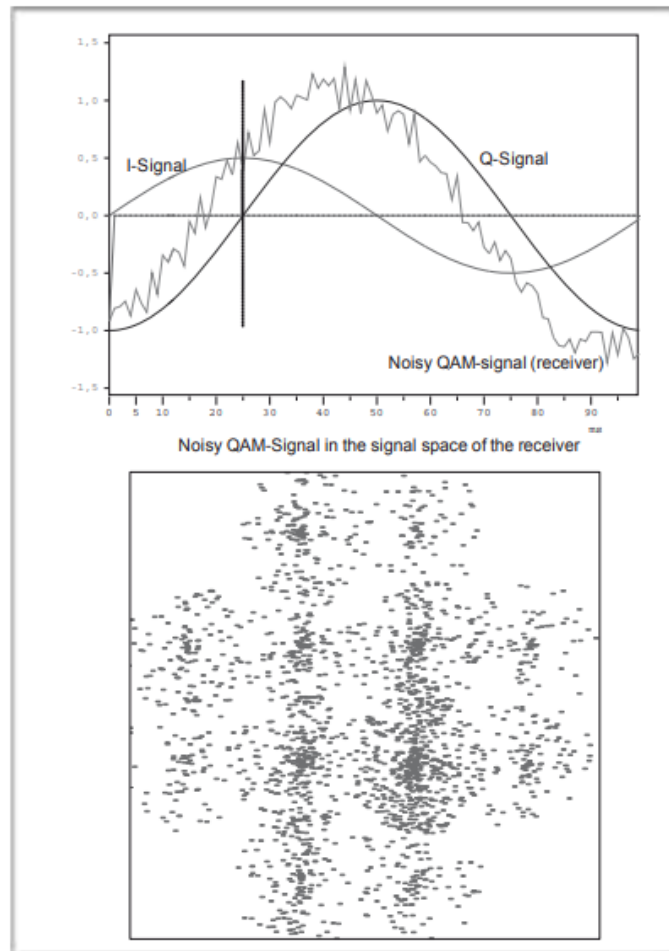 1,5
1,0
0,5
0,0
-0,5
-1,0
-1,5
I-Signal
Q-Signal
Noisy QAM-signal (receiver)
0 5 10 20 30 40 50 60 70 80 90
ms
Noisy QAM-Signal in the signal space of the receiver